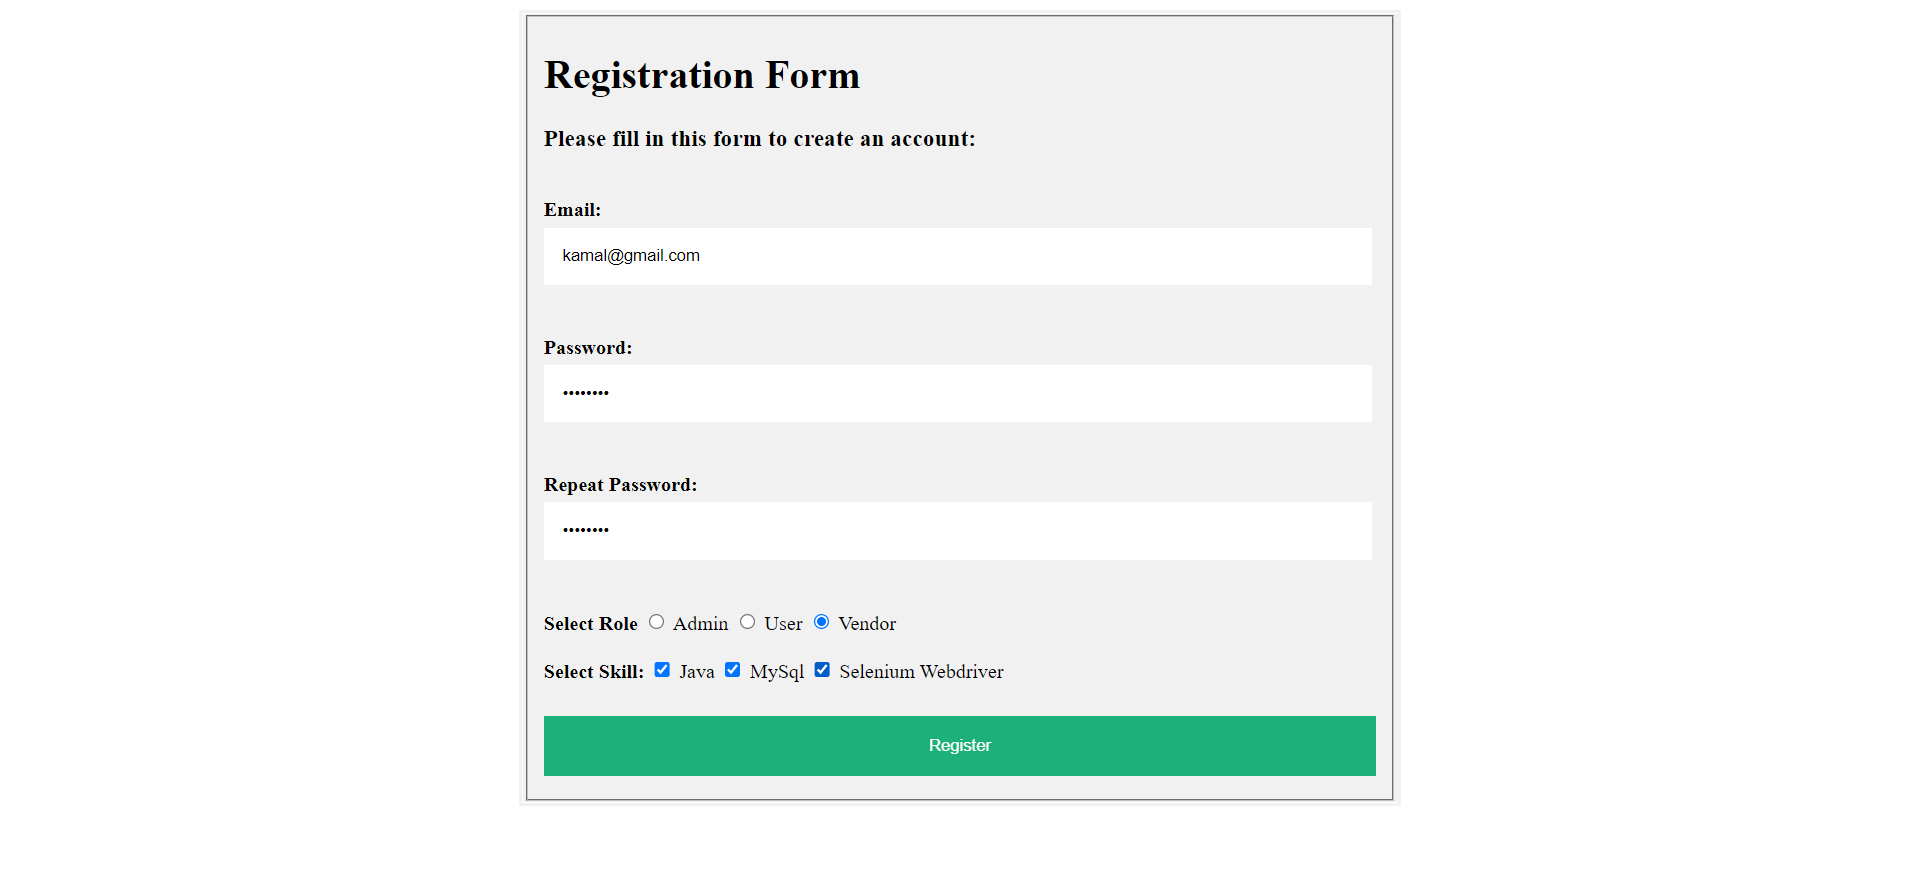 Registration Form
Please fill in this form to create an account:
Email:
kamal@gmail.com
Password:
••••••••
Repeat Password:
••••••••
Select Role Admin User Vendor
Select Skill: Java MySql Selenium Webdriver
Register